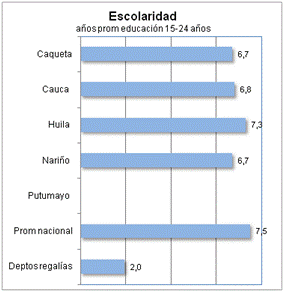 Escolaridad
años prom educación 15-24 años
Caqueta 6,7
Cauca 6,8
Huila 7,3
Nariño 6,7
Putumayo
Prom nacional 7,5
Deptos regalías 2,0